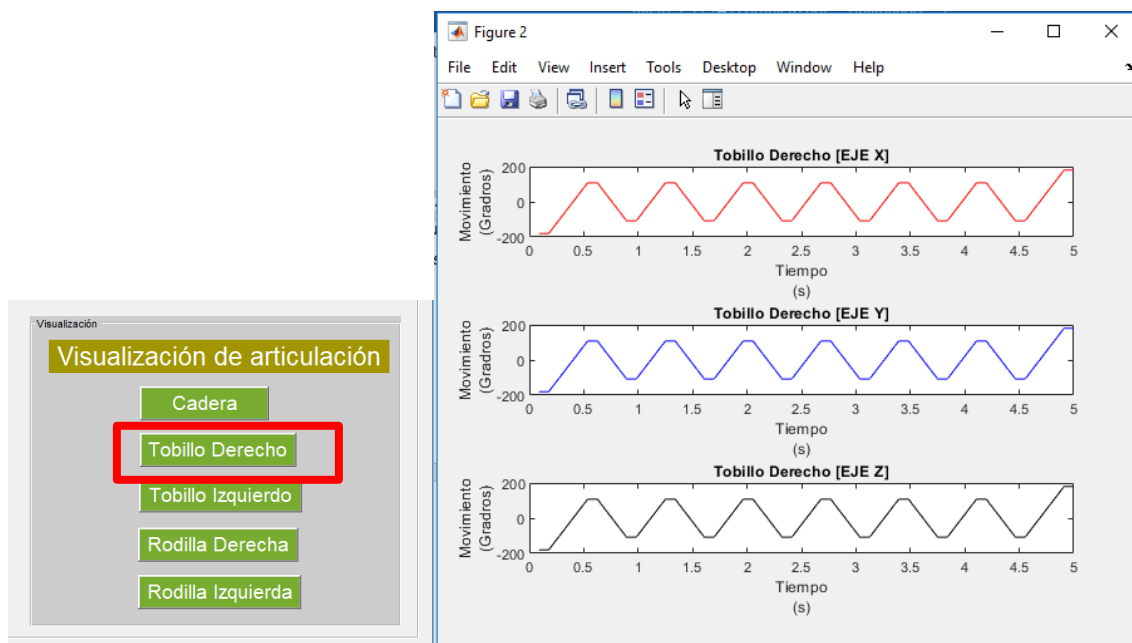 Visualización
Visualización de articulación
Cadera
Tobillo Derecho
Tobillo Izquierdo
Rodilla Derecha
Rodilla Izquierda
Figure 2
File Edit View Insert Tools Desktop Window Help
Tobillo Derecho [EJE X]
Movimiento
(Gradros)
200
0
-200
0 0.5 1 1.5 2 2.5 3 3.5 4 4.5 5
Tiempo
(s)
Tobillo Derecho [EJE Y]
Movimiento
(Gradros)
200
0
-200
0 0.5 1 1.5 2 2.5 3 3.5 4 4.5 5
Tiempo
(s)
Tobillo Derecho [EJE Z]
Movimiento
(Gradros)
200
0
-200
0 0.5 1 1.5 2 2.5 3 3.5 4 4.5 5
Tiempo
(s)